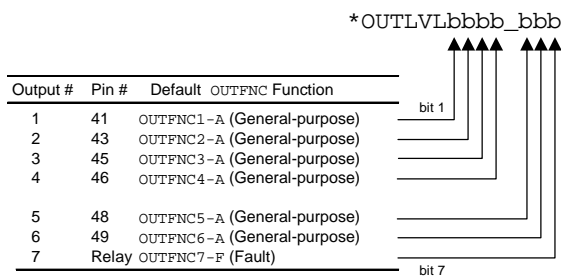 *OUTLVLbbbb_bbb
Output # Pin # Default OUTFNC Function
bit 1
1 41 OUTFNC1-A (General-purpose)
2 43 OUTFNC2-A (General-purpose)
3 45 OUTFNC3-A (General-purpose)
4 46 OUTFNC4-A (General-purpose)
5 48 OUTFNC5-A (General-purpose)
6 49 OUTFNC6-A (General-purpose)
7 Relay OUTFNC7-F (Fault)
bit 7